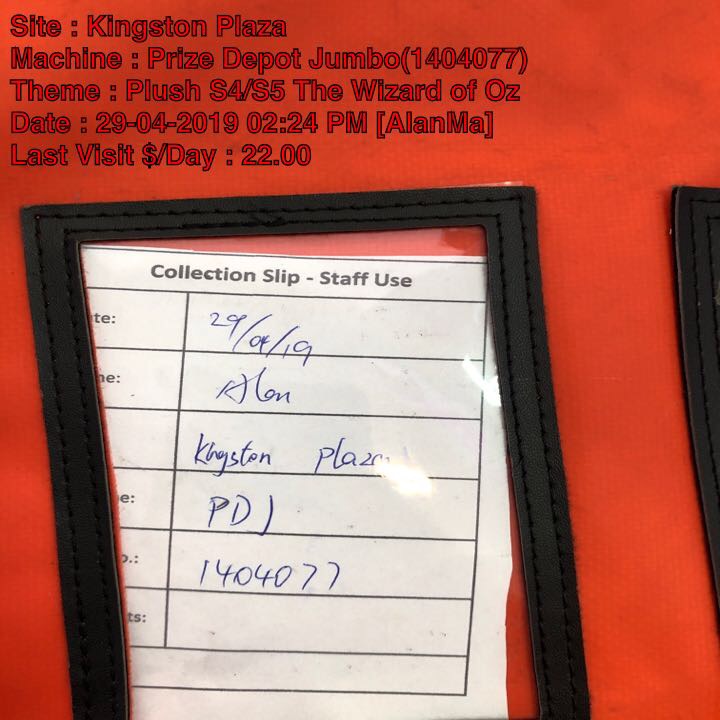 Site : Kingston Plaza
Machine : Prize Depot Jumbo(1404077)
Theme : Plush S4/S5 The Wizard of Oz
Date : 29-04-2019 02:24 PM [AlanMa]
Last Visit $/Day : 22.00
Collection Slip - Staff Use
te: 29/04/19
ne: Alan
Kingston Plaza
e: PDJ
o.: 1404077
ts: